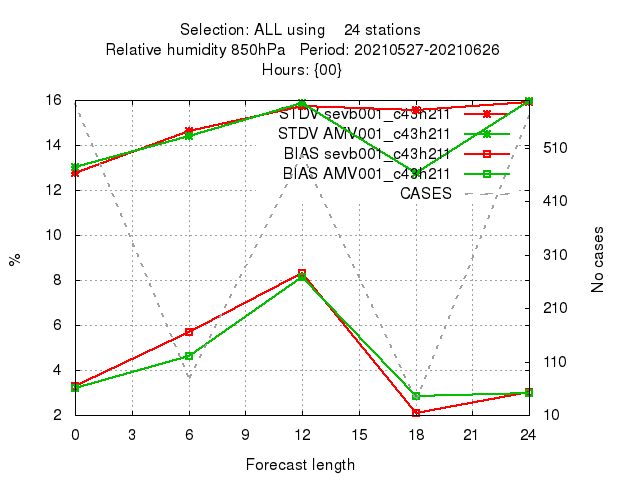 Selection: ALL using    24 stations
Relative humidity 850hPa   Period: 20210527-20210626
Hours: {00}
STDV sevb001_c43h211
STDV AMV001_c43h211
BIAS sevb001_c43h211
BIAS AMV001_c43h211
CASES
16
14
12
10
8
6
4
2
%
510
410
310
210
110
10
No cases
0 3 6 9 12 15 18 21 24
Forecast length